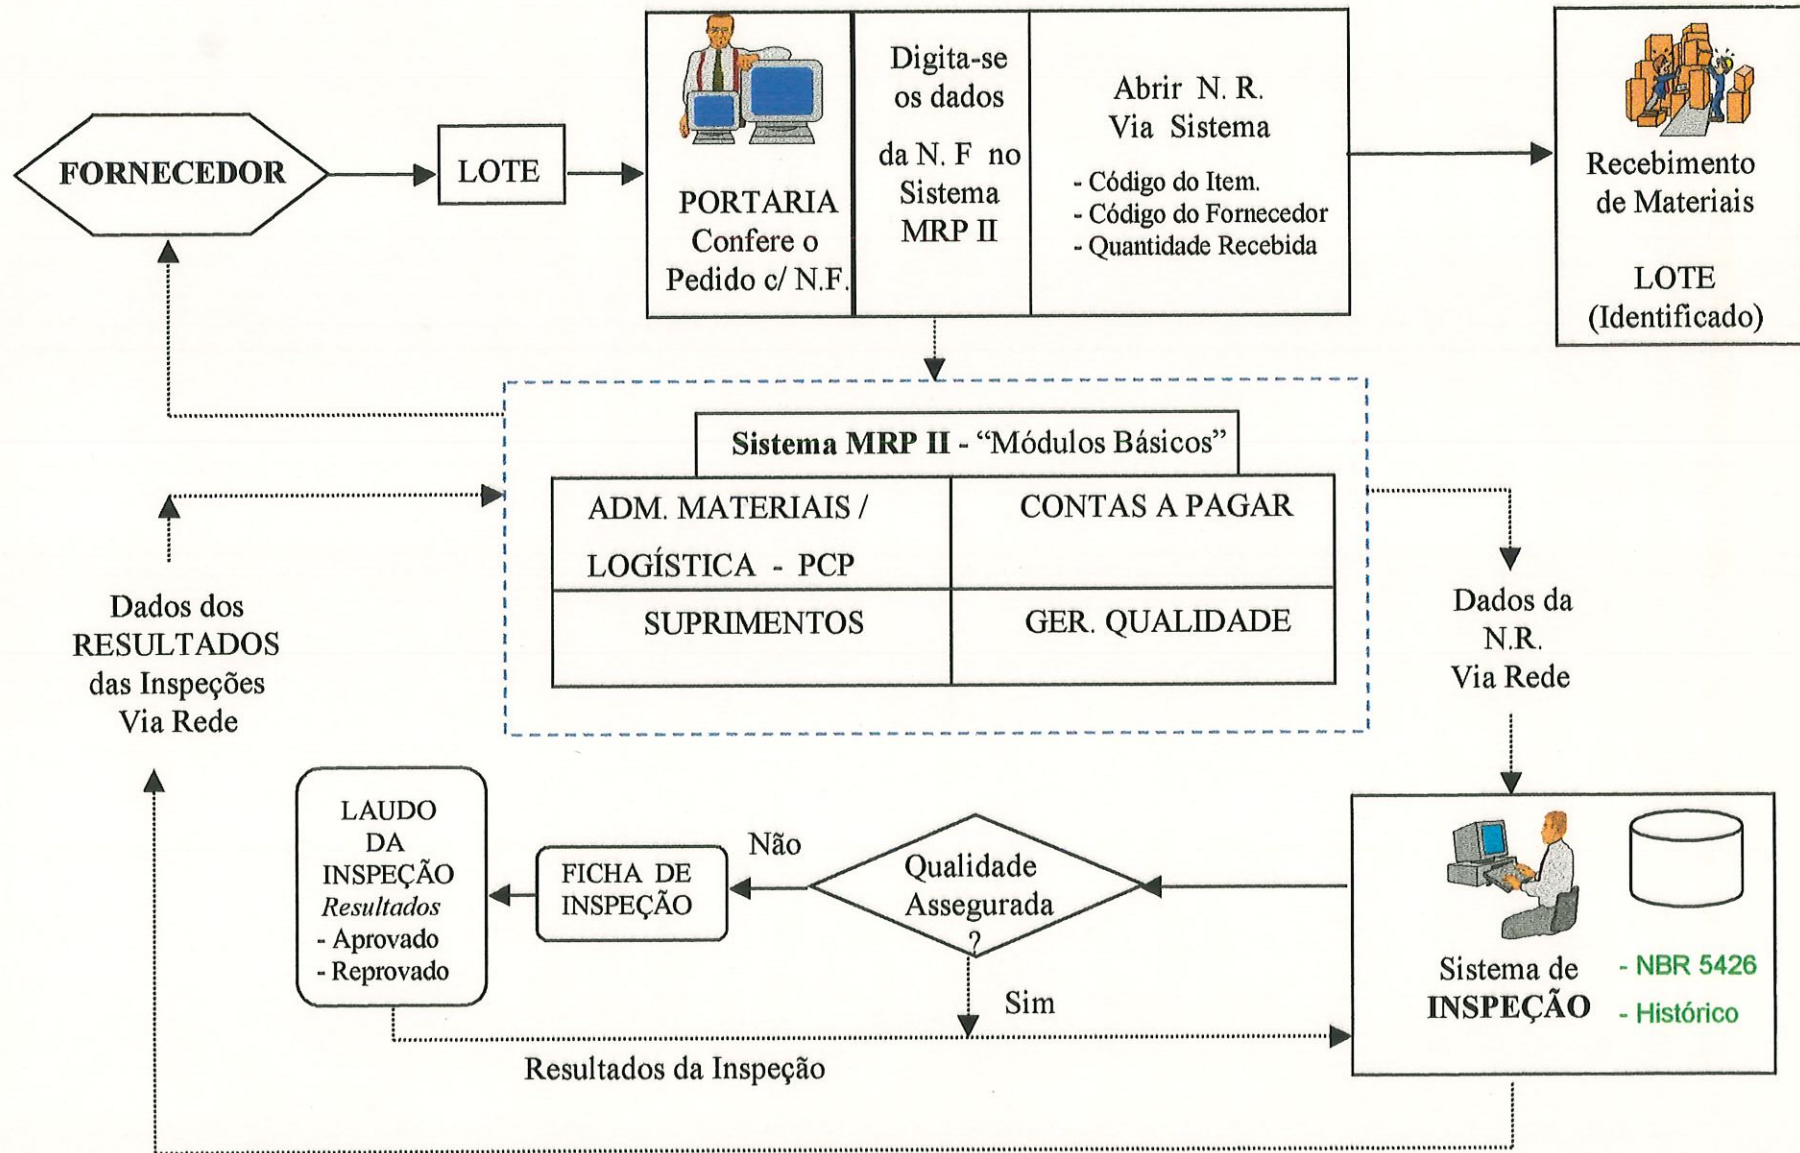 FORNECEDOR
LOTE
PORTARIA
Confere o
Pedido c/ N.F.
Digita-se
os dados
da N. F no
Sistema
MRP II
Abrir N. R.
Via Sistema
- Código do Item.
- Código do Fornecedor
- Quantidade Recebida
Recebimento
de Materiais
LOTE
(Identificado)
Sistema MRP II - “Módulos Básicos”
ADM. MATERIAIS /
LOGÍSTICA - PCP
CONTAS A PAGAR
SUPRIMENTOS
GER. QUALIDADE
Dados dos
RESULTADOS
das Inspeções
Via Rede
Dados da
N.R.
Via Rede
LAUDO
DA
INSPEÇÃO
Resultados
- Aprovado
- Reprovado
FICHA DE
INSPEÇÃO
Não
Qualidade
Assegurada
?
Sim
Sistema de
INSPEÇÃO
- NBR 5426
- Histórico
Resultados da Inspeção